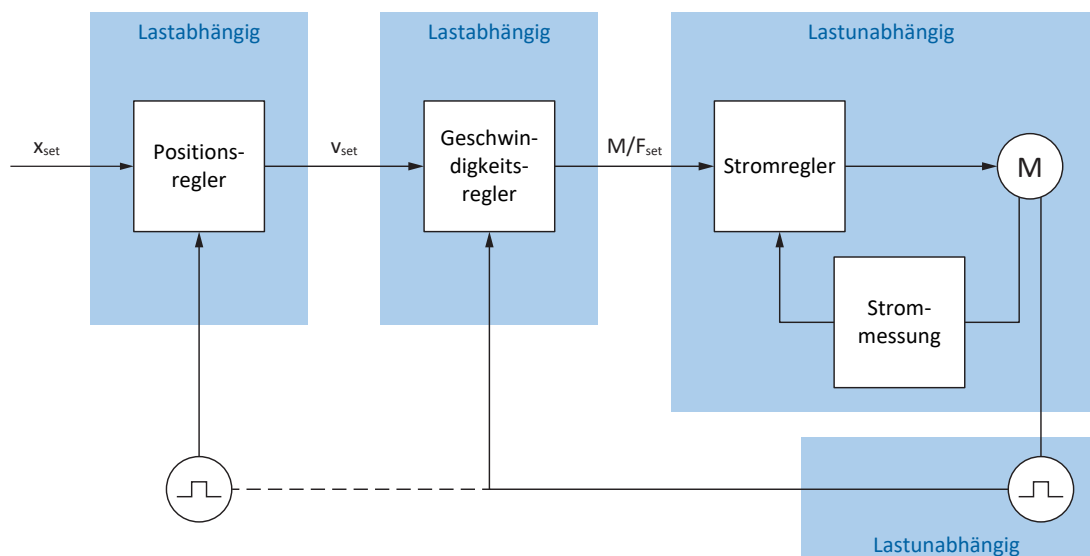 Lastabhängig
Lastabhängig
Lastunabhängig
xset
Positions-
regler
vset
Geschwin-
digkeits-
regler
M/Fset
Stromregler
M
Strom-
messung
Lastunabhängig